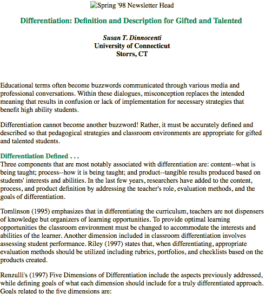 Spring '98 Newsletter Head
Differentiation: Definition and Description for Gifted and Talented
Susan T. Dinnocenti
University of Connecticut
Storrs, CT
Educational terms often become buzzwords communicated through various media and
professional conversations. Within these dialogues, misconception replaces the intended
meaning that results in confusion or lack of implementation for necessary strategies that
benefit high ability students.
Differentiation cannot become another buzzword! Rather, it must be accurately defined and
described so that pedagogical strategies and classroom environments are appropriate for gifted
and talented students.
Differentiation Defined . . .
Three components that are most notably associated with differentiation are: content--what is
being taught; process--how it is being taught; and product--tangible results produced based on
students' interests and abilities. In the last few years, researchers have added to the content,
process, and product definition by addressing the teacher's role, evaluation methods, and the
goals of differentiation.
Tomlinson (1995) emphasizes that in differentiating the curriculum, teachers are not dispensers
of knowledge but organizers of learning opportunities. To provide optimal learning
opportunities the classroom environment must be changed to accommodate the interests and
abilities of the learner. Another dimension included in classroom differentiation involves
assessing student performance. Riley (1997) states that, when differentiating, appropriate
evaluation methods should be utilized including rubrics, portfolios, and checklists based on the
products created.
Renzulli's (1997) Five Dimensions of Differentiation include the aspects previously addressed,
while defining goals of what each dimension should include for a truly differentiated approach.
Goals related to the five dimensions are: